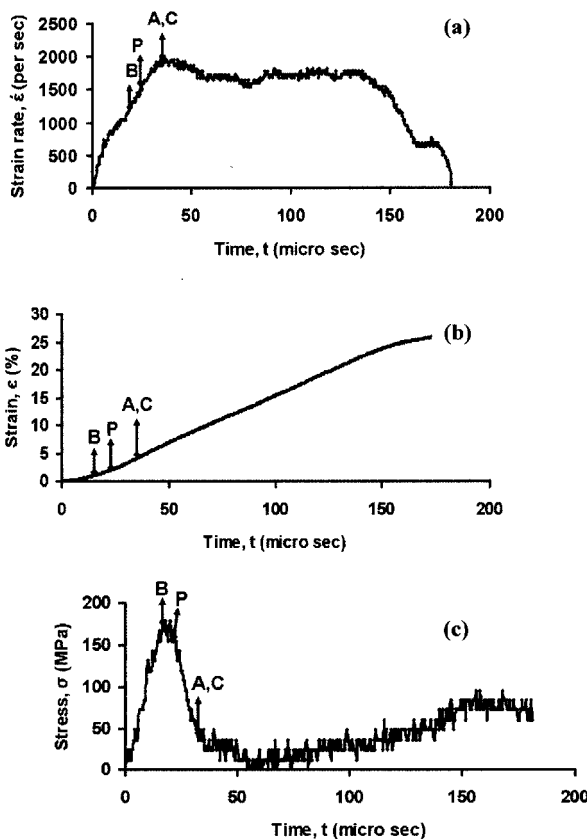 (a)
A,C
P
B
2500
2000
1500
1000
500
0
Strain rate, ε̇ (per sec)
0 50 100 150 200
Time, t (micro sec)
(b)
30
25
20
15
10
5
0
Strain, ε (%)
A,C
P
B
0 50 100 150 200
Time, t (micro sec)
(c)
B
P
A,C
200
150
100
50
0
Stress, σ (MPa)
0 50 100 150 200
Time, t (micro sec)